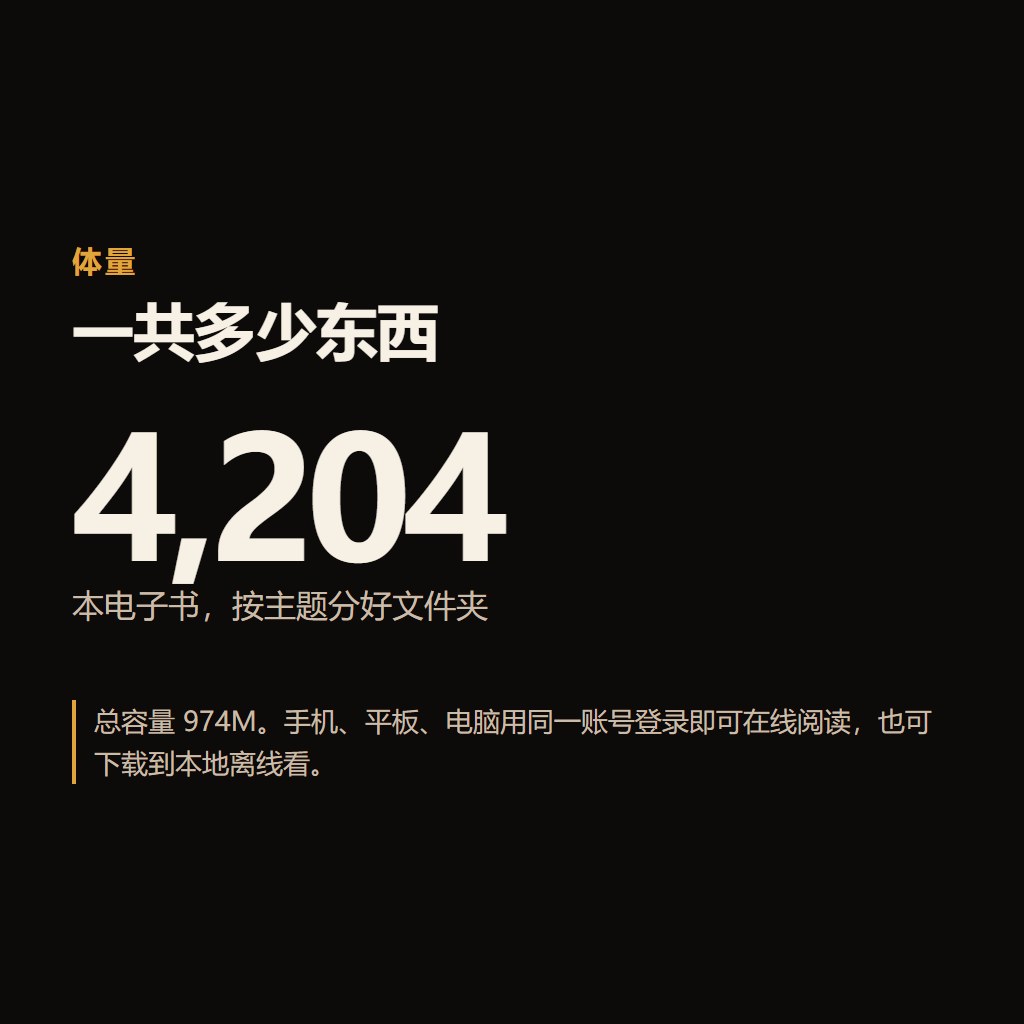 体量
一共多少东西
4,204
本电子书，按主题分好文件夹
总容量 974M。手机、平板、电脑用同一账号登录即可在线阅读，也可
下载到本地离线看。